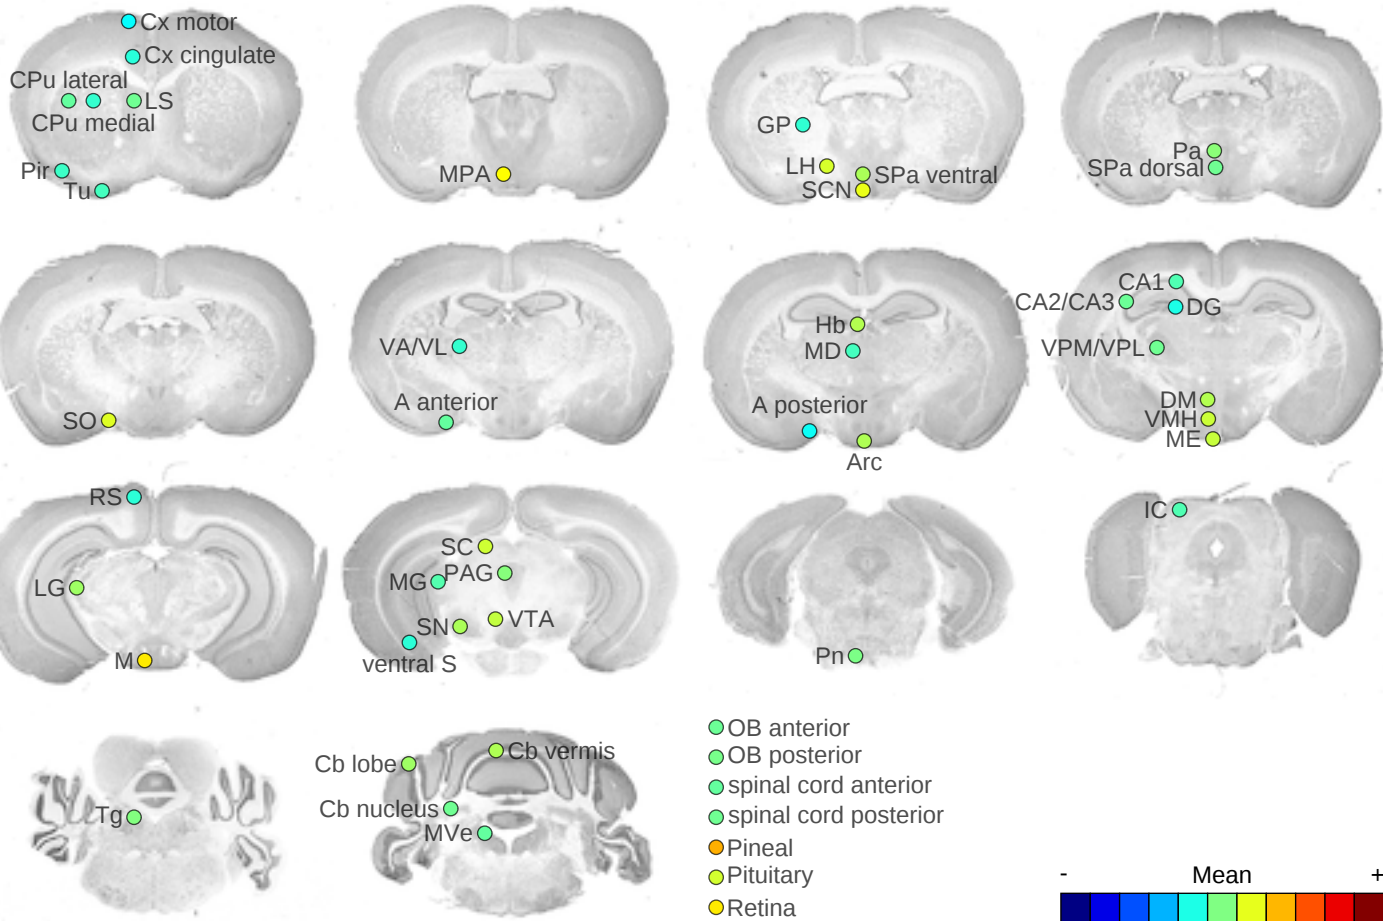 Cx motor
Cx cingulate
CPu lateral
LS
CPu medial
Pir
Tu
MPA
GP
LH
SPa ventral
SCN
Pa
SPa dorsal
SO
VA/VL
A anterior
Hb
MD
A posterior
Arc
CA1
CA2/CA3
DG
VPM/VPL
DM
VMH
ME
RS
LG
M
SC
PAG
MG
VTA
SN
ventral S
Pn
IC
Tg
Cb lobe
Cb vermis
Cb nucleus
MVe
OB anterior
OB posterior
spinal cord anterior
spinal cord posterior
Pineal
Pituitary
Retina
- Mean +